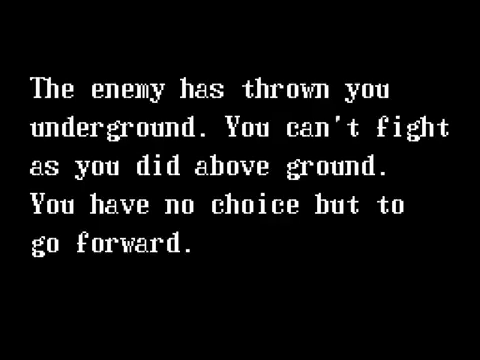 The enemy has thrown you
underground. You can't fight
as you did above ground.
You have no choice but to
go forward.